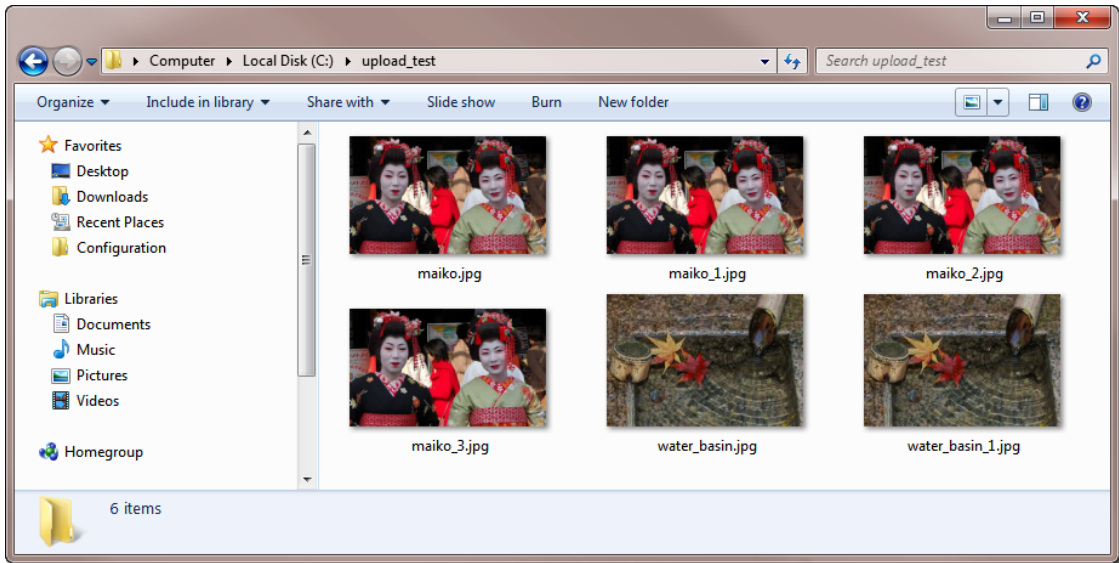 Computer Local Disk (C:) upload_test
Search upload_test
Organize Include in library Share with Slide show Burn New folder
Favorites
Desktop
Downloads
Recent Places
Configuration
Libraries
Documents
Music
Pictures
Videos
Homegroup
maiko.jpg maiko_1.jpg maiko_2.jpg
maiko_3.jpg water_basin.jpg water_basin_1.jpg
6 items